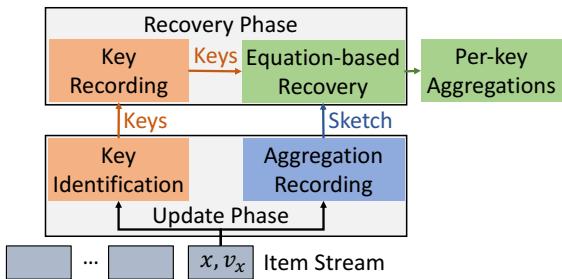 Recovery Phase
Key
Recording
Keys
Equation-based
Recovery
Per-key
Aggregations
Keys
Sketch
Key
Identification
Aggregation
Recording
Update Phase
...
x, vₓ
Item Stream